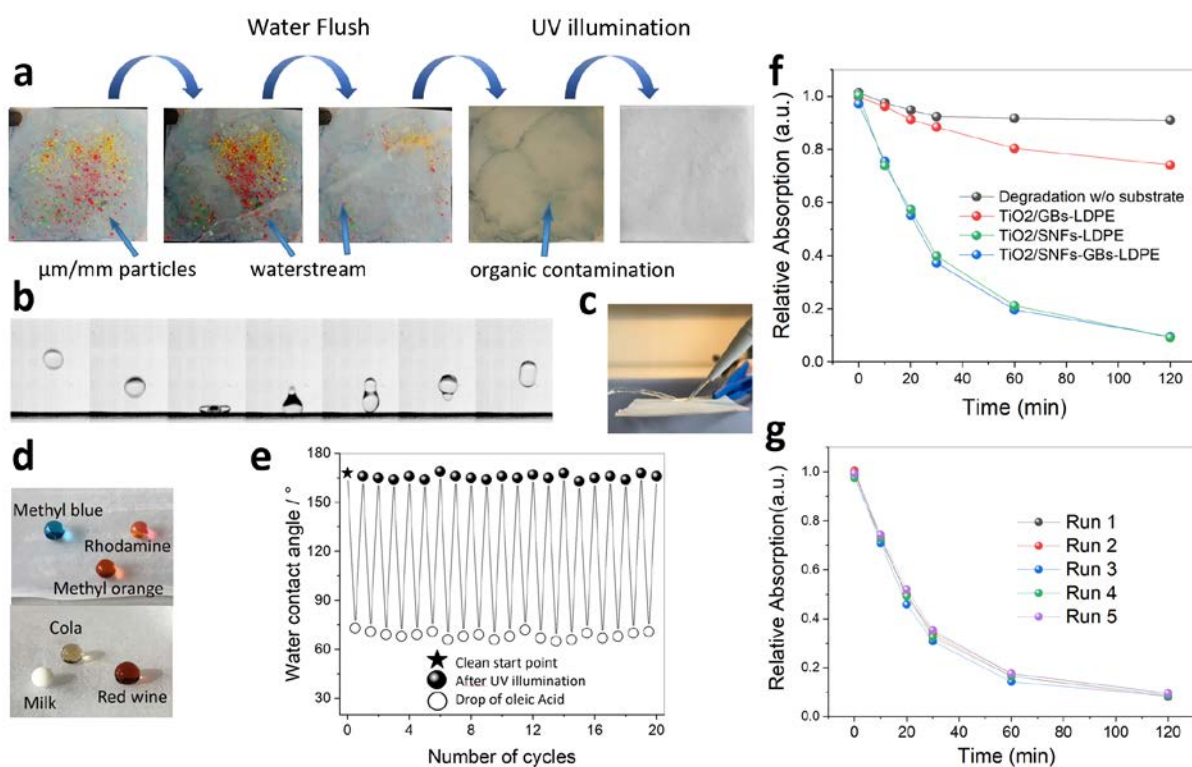 Water Flush
UV illumination
a
μm/mm particles
waterstream
organic contamination
b
c
d
Methyl blue
Rhodamine
Methyl orange
Cola
Milk
Red wine
e
180
150
120
90
60
30
Water contact angle / °
Clean start point
After UV illumination
Drop of oleic Acid
0
4
8
12
16
20
Number of cycles
f
1.0
0.8
0.6
0.4
0.2
0.0
Relative Absorption (a.u.)
Degradation w/o substrate
TiO2/GBs-LDPE
TiO2/SNFs-LDPE
TiO2/SNFs-GBs-LDPE
0
20
40
60
80
100
120
Time (min)
g
1.0
0.8
0.6
0.4
0.2
0.0
Relative Absorption(a.u.)
Run 1
Run 2
Run 3
Run 4
Run 5
0
20
40
60
80
100
120
140
Time (min)